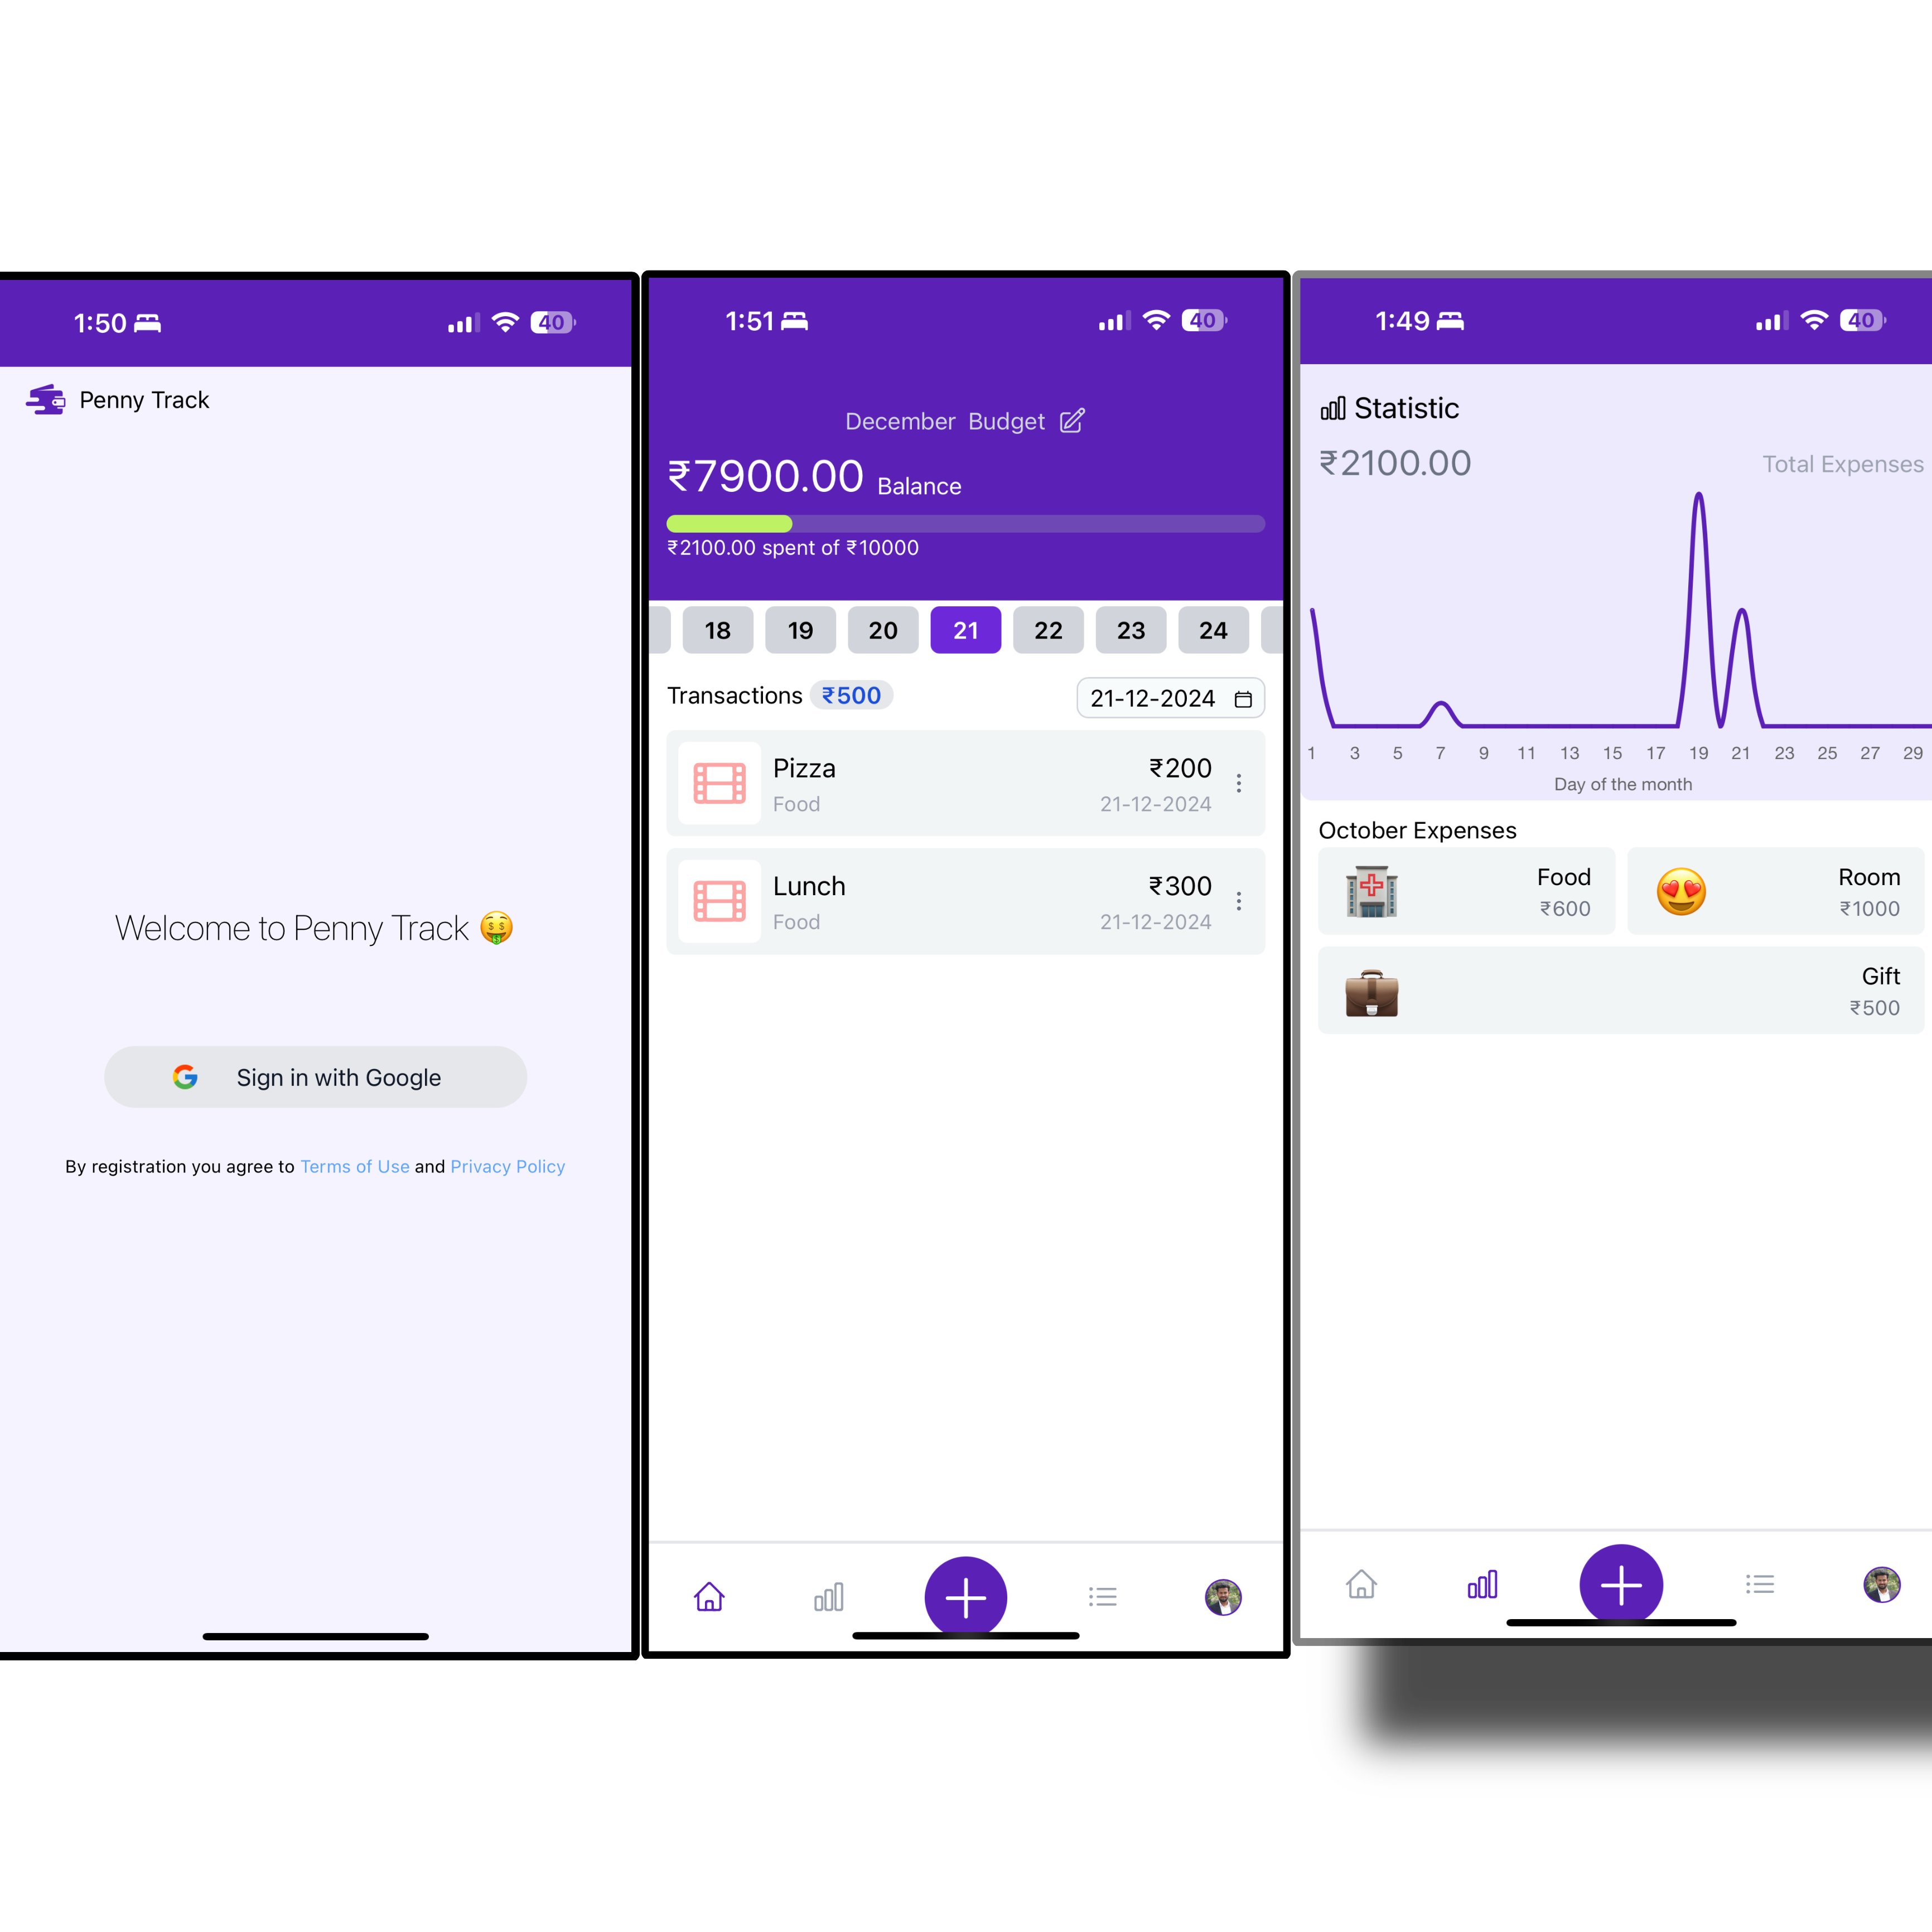 1:50
40
Penny Track
Welcome to Penny Track 🤑
Sign in with Google
By registration you agree to Terms of Use and Privacy Policy
1:51
40
December Budget
₹7900.00 Balance
₹2100.00 spent of ₹10000
18 19 20 21 22 23 24
Transactions ₹500 21-12-2024
Pizza ₹200
Food 21-12-2024
Lunch ₹300
Food 21-12-2024
1:49
40
Statistic
₹2100.00 Total Expenses
1 3 5 7 9 11 13 15 17 19 21 23 25 27 29
Day of the month
October Expenses
Food
₹600
Room
₹1000
Gift
₹500